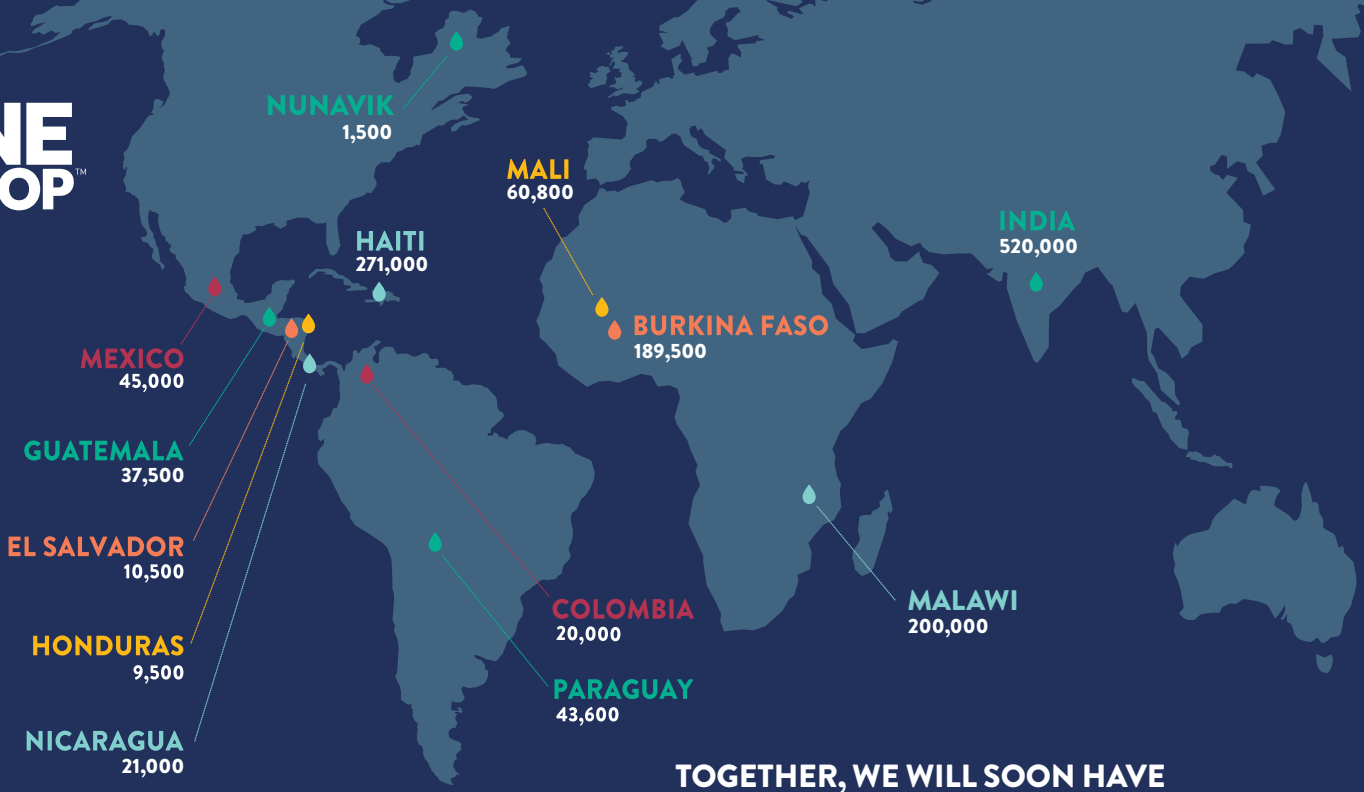 NE
OP™
NUNAVIK
1,500
MALI
60,800
HAITI
271,000
INDIA
520,000
BURKINA FASO
189,500
MEXICO
45,000
GUATEMALA
37,500
EL SALVADOR
10,500
HONDURAS
9,500
NICARAGUA
21,000
COLOMBIA
20,000
PARAGUAY
43,600
MALAWI
200,000
TOGETHER, WE WILL SOON HAVE